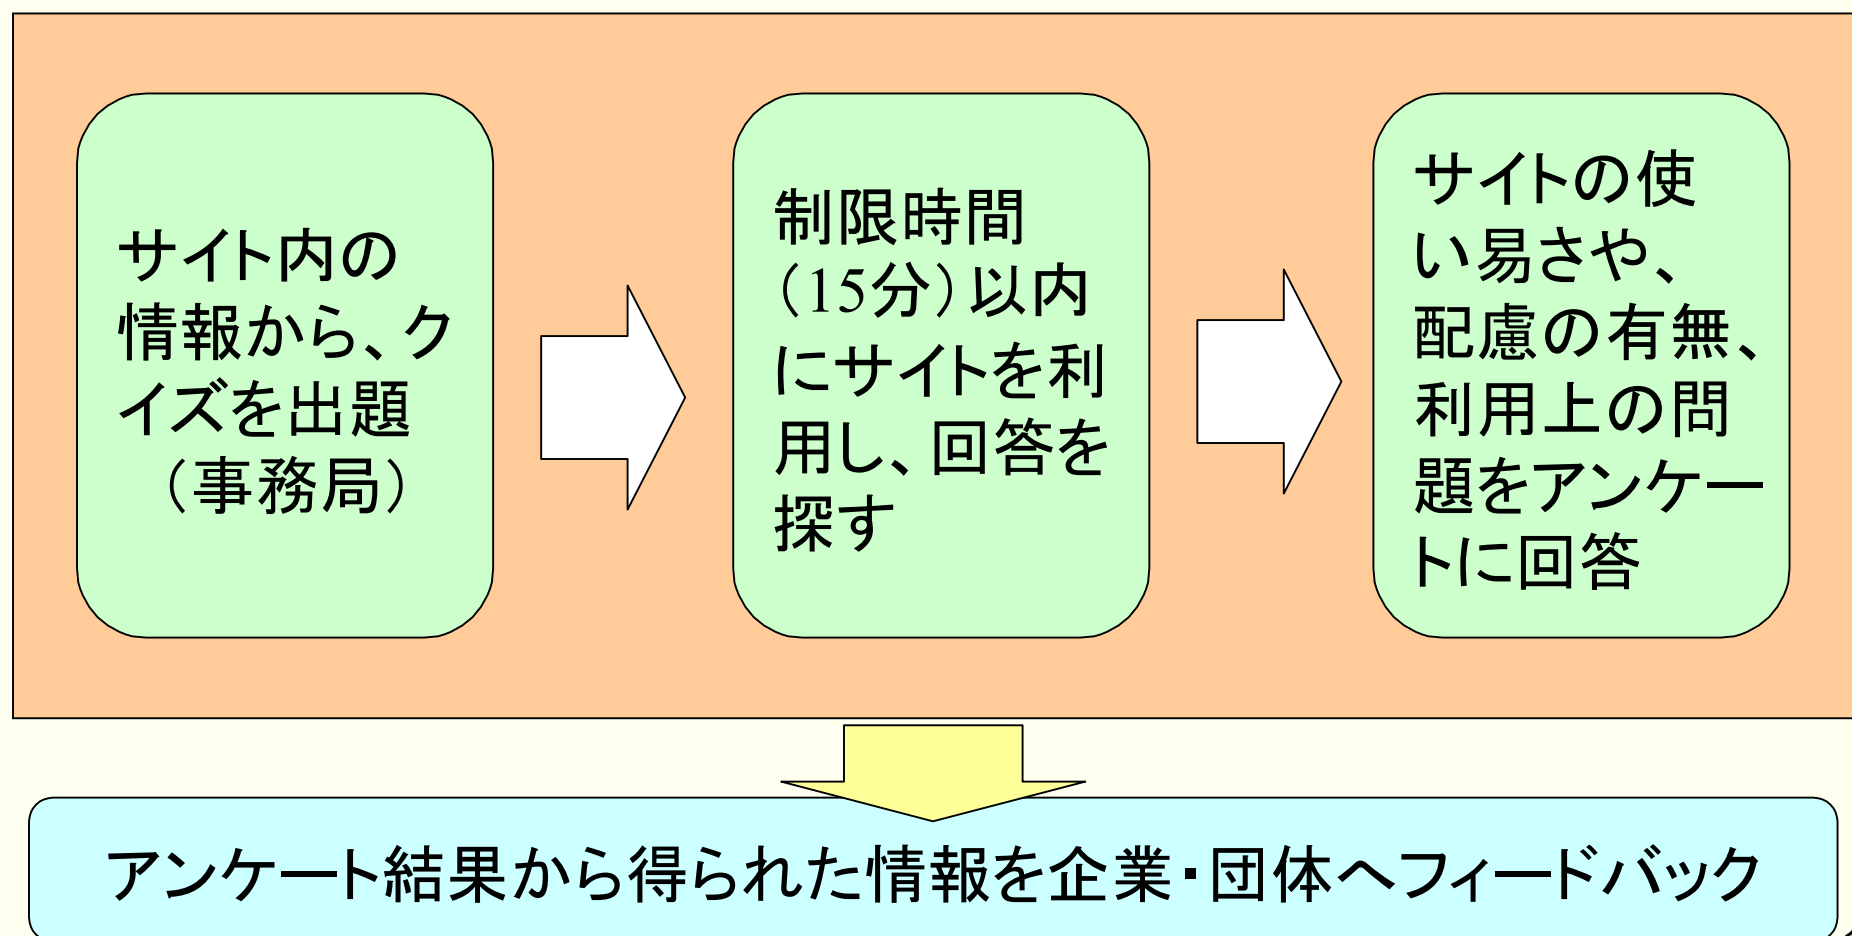 サイト内の
情報から、ク
イズを出題
（事務局）
制限時間
（15分）以内
にサイトを利
用し、回答を
探す
サイトの使
い易さや、
配慮の有無、
利用上の問
題をアンケー
トに回答
アンケート結果から得られた情報を企業・団体へフィードバック